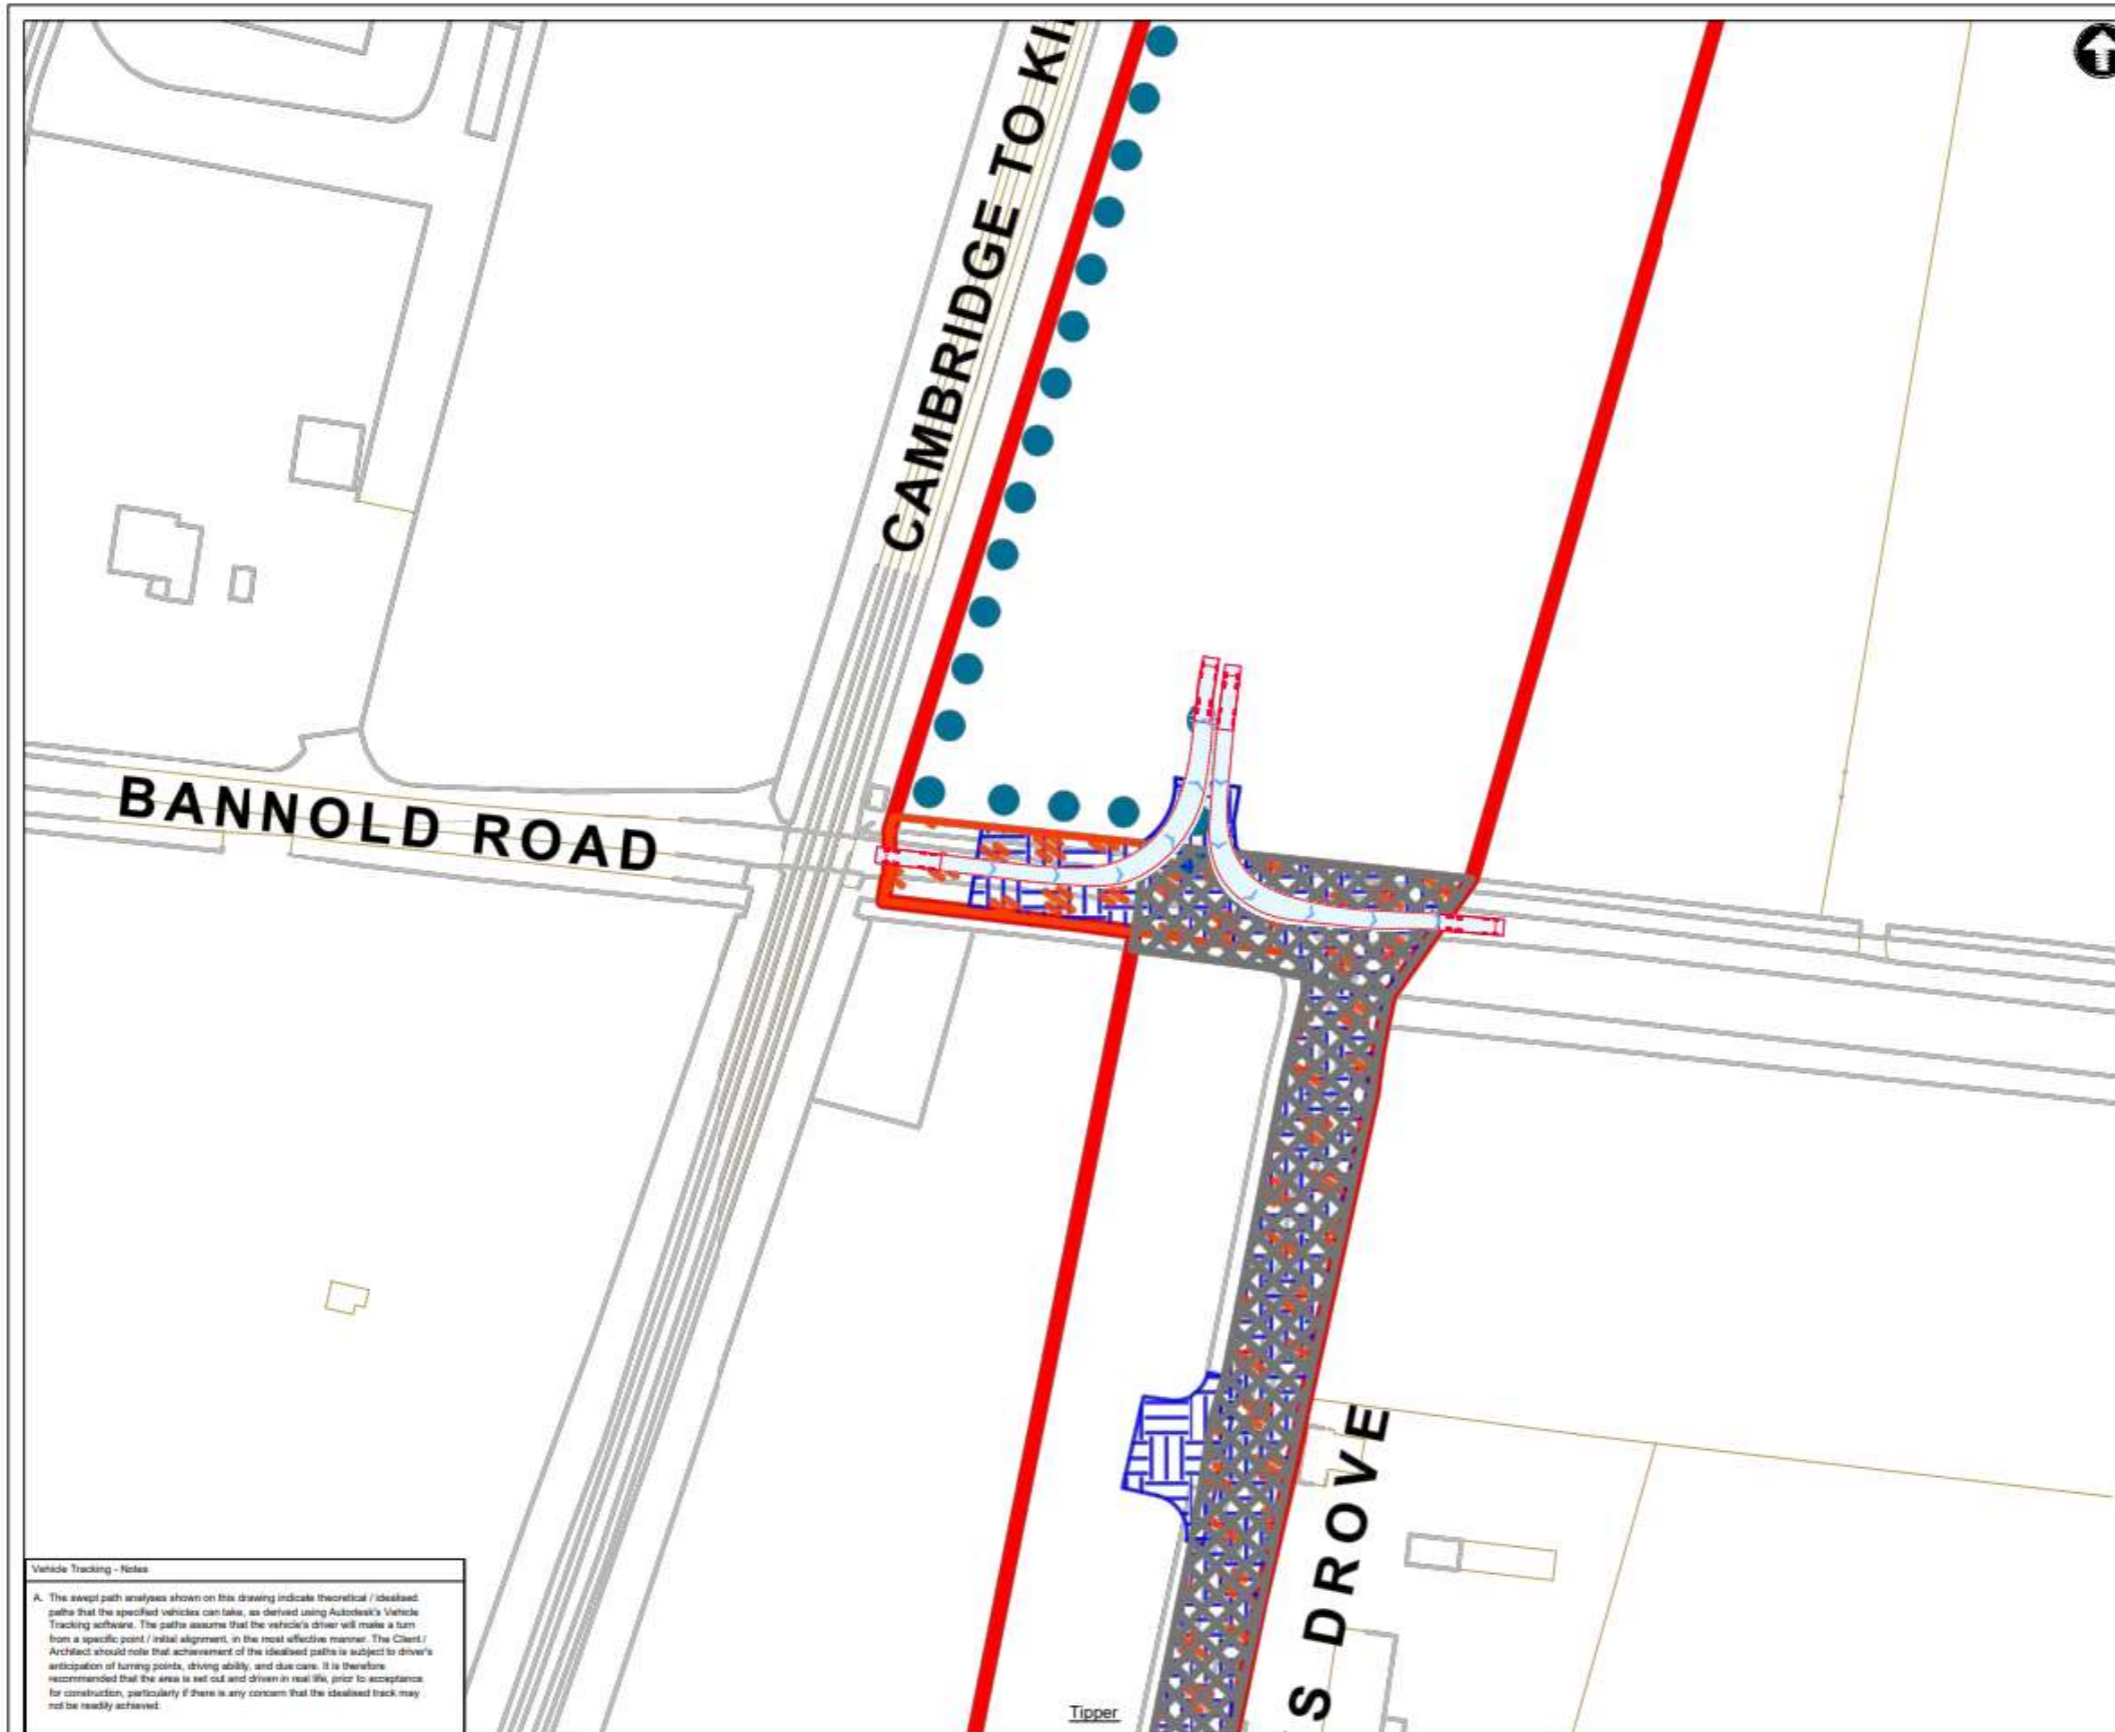 CAMBRIDGE TO KI
BANNOLD ROAD
S DROVE
Vehicle Tracking - Notes
A. The swept path analyses shown on this drawing indicate theoretical / idealised
paths that the specified vehicles can take, as derived using Autodesk's Vehicle
Tracking software. The paths assume that the vehicle's driver will make a turn
from a specific point / initial alignment, in the most effective manner. The Client /
Architect should note that achievement of the idealised paths is subject to driver's
anticipation of turning points, driving ability, and due care. It is therefore
recommended that the area is set out and driven in real life, prior to acceptance
for construction, particularly if there is any concern that the idealised track may
not be readily achieved.
Tipper